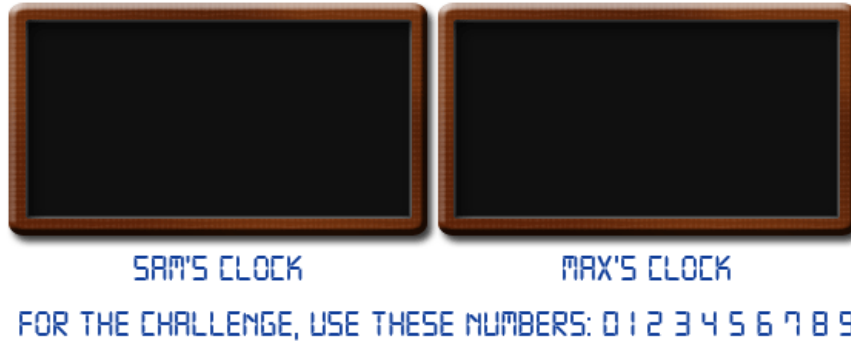 SAM'S CLOCK
MAX'S CLOCK
FOR THE CHALLENGE, USE THESE NUMBERS: 0 1 2 3 4 5 6 7 8 9